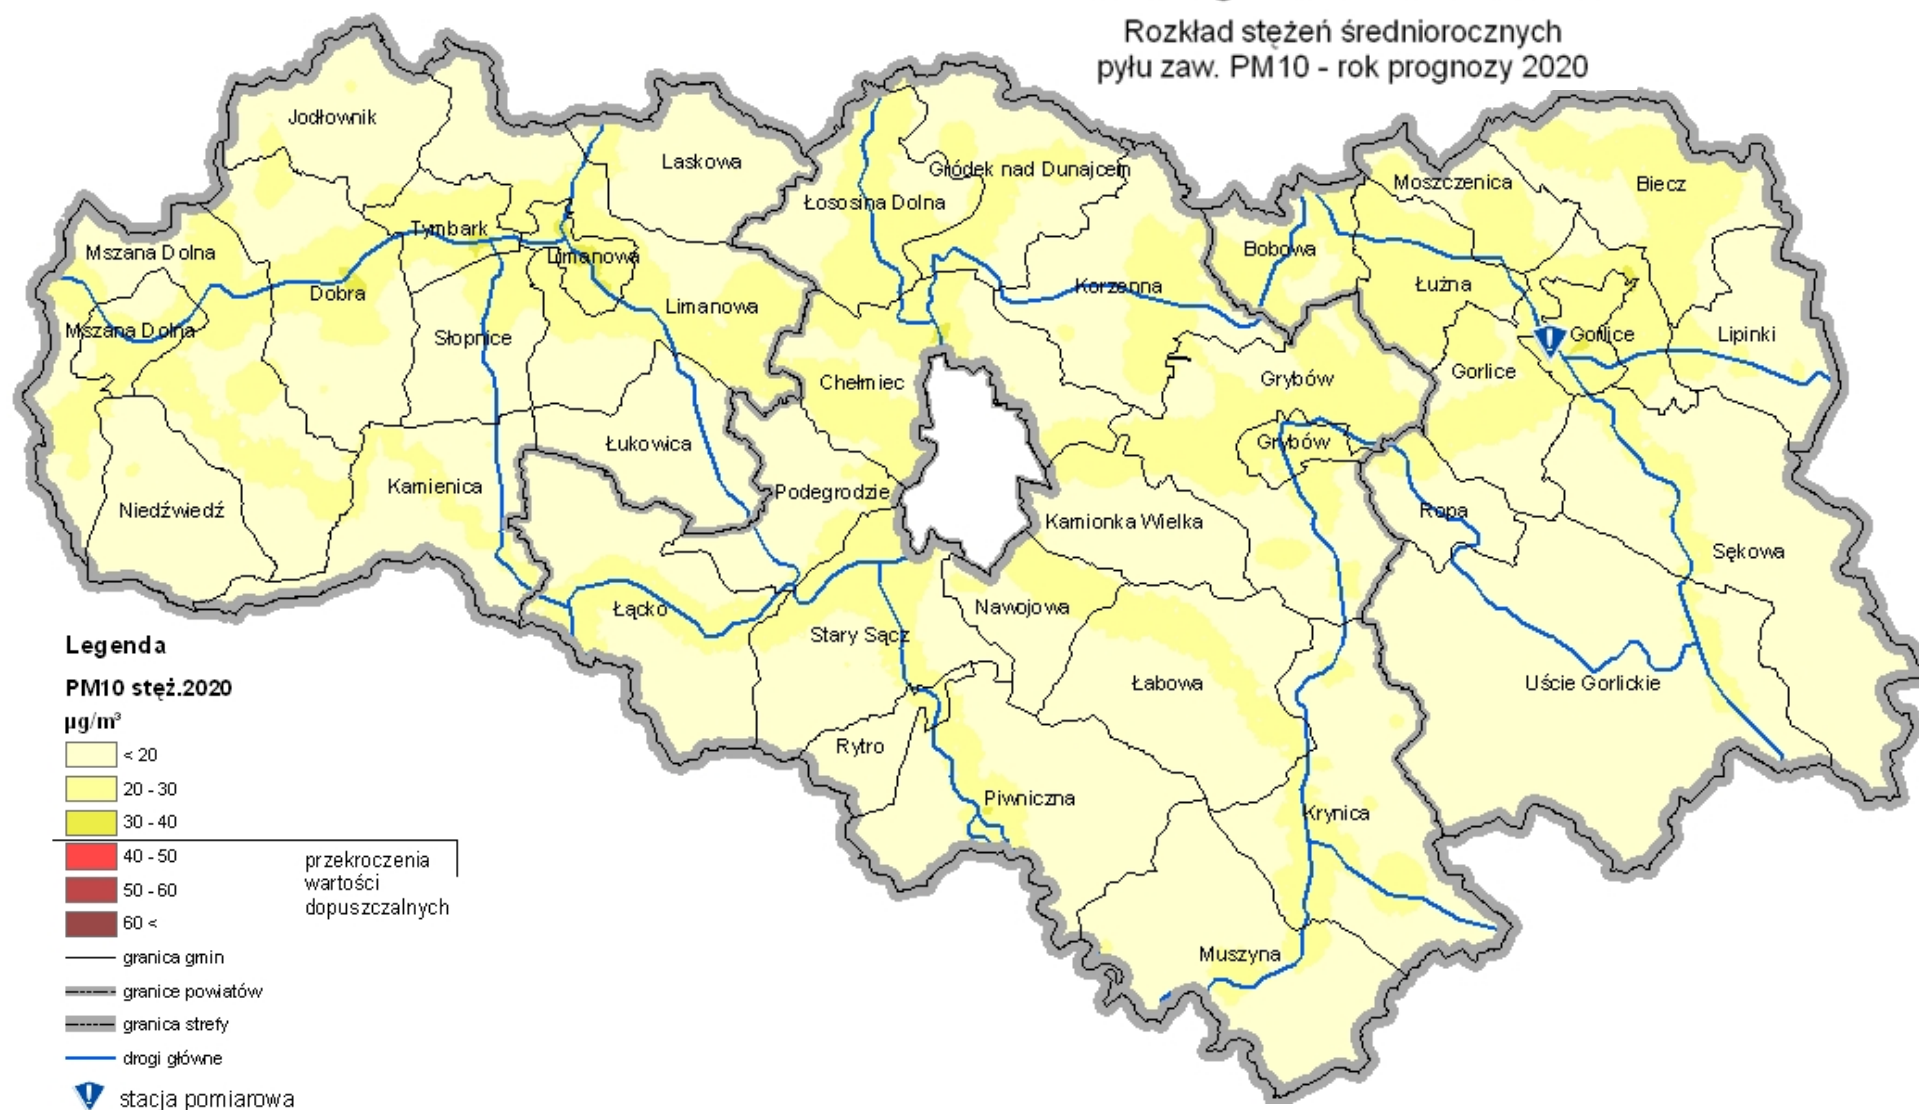 Rozkład stężeń średniorocznych
pyłu zaw. PM10 - rok prognozy 2020
Jodłownik
Laskowa
Gródek nad Dunajcem
Łososina Dolna
Moszczenica
Biecz
Tymbark
Mszana Dolna
Limanowa
Bobowa
Dobra
Limanowa
Korzenna
Łużna
Mszana Dolna
Słopnice
Gorlice
Lipinki
Chełmiec
Grybów
Gorlice
Łukowica
Grybów
Kamienica
Podegrodzie
Niedźwiedź
Kamionka Wielka
Ropa
Sękowa
Łącko
Nawojowa
Stary Sącz
Łabowa
Uście Gorlickie
Rytro
Piwniczna
Krynica
Muszyna
Legenda
PM10 stęż.2020
µg/m³
< 20
20 - 30
30 - 40
40 - 50
50 - 60
60 <
przekroczenia
wartości
dopuszczalnych
granica gmin
granice powiatów
granica strefy
drogi główne
stacja pomiarowa